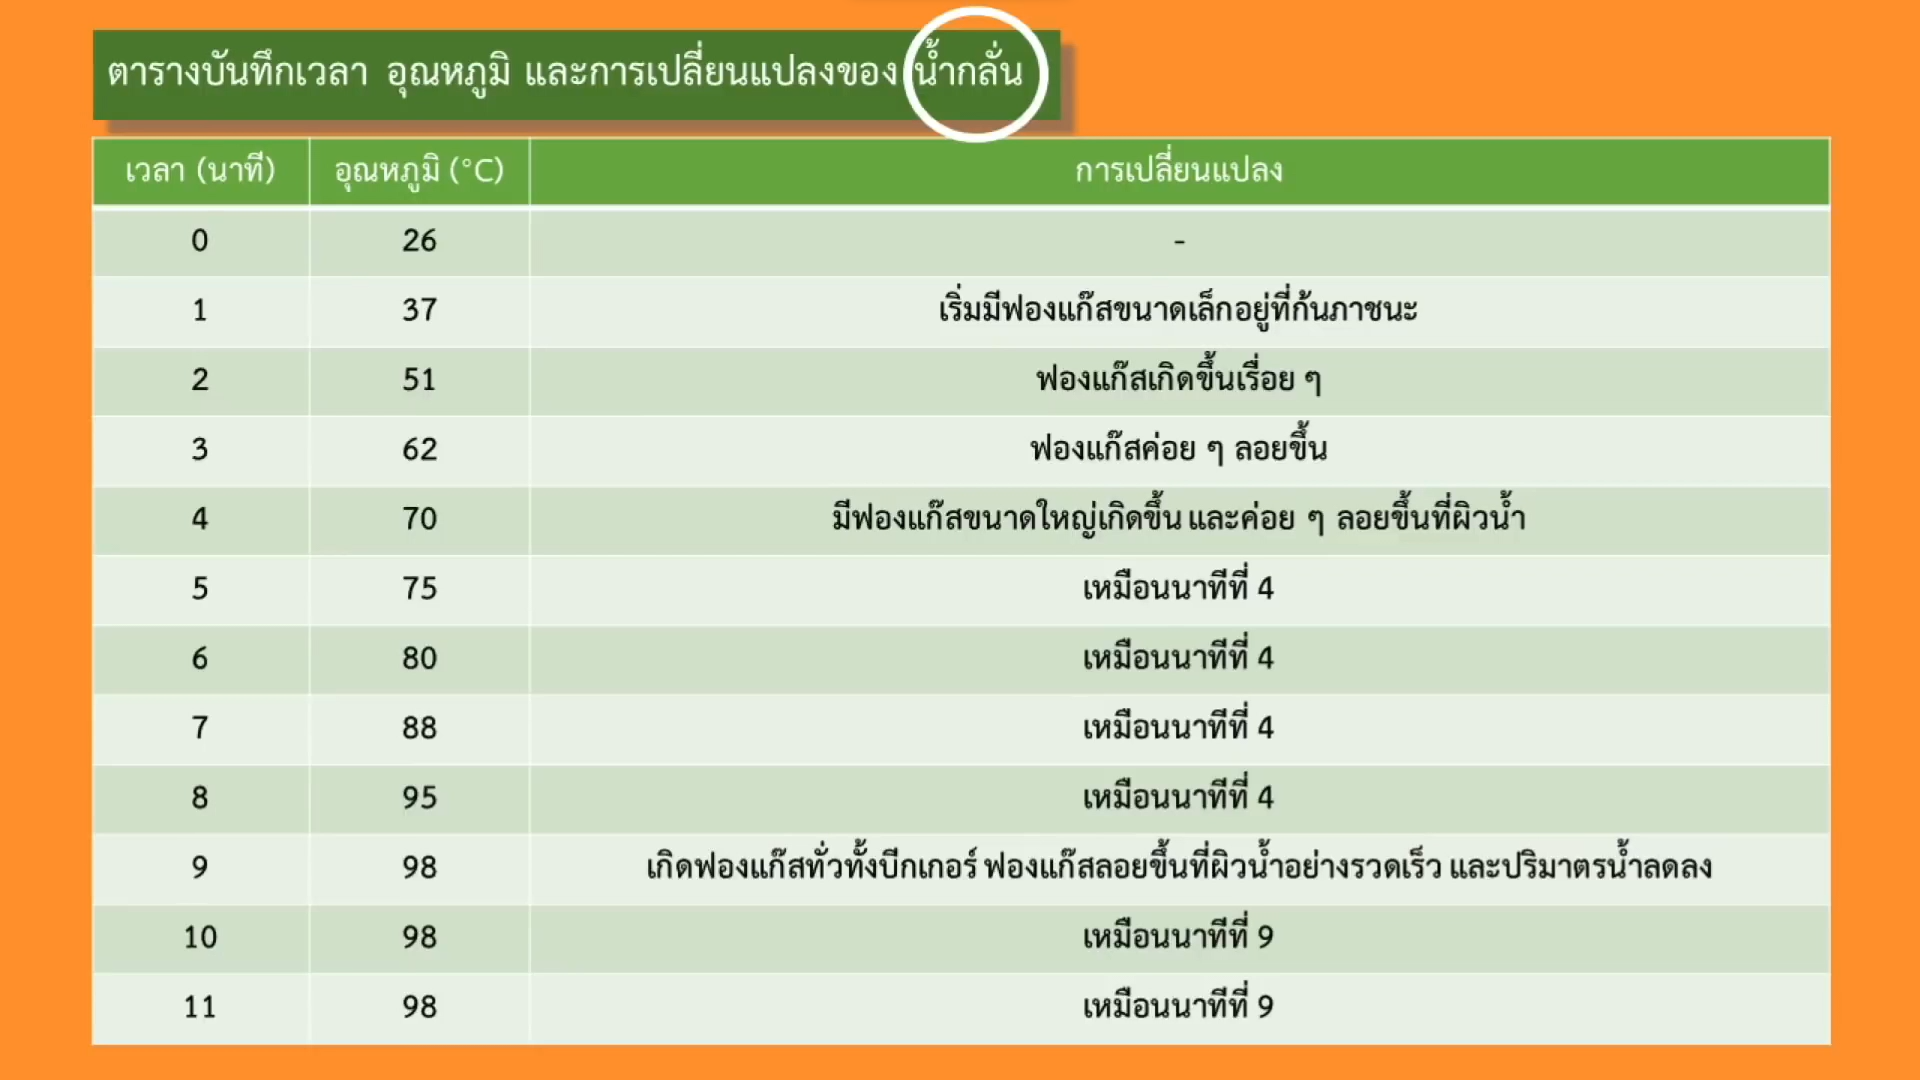 ตารางบันทึกเวลา อุณหภูมิ และการเปลี่ยนแปลงของ น้ำกลั่น
เวลา (นาที) อุณหภูมิ (°C) การเปลี่ยนแปลง
0 26 -
1 37 เริ่มมีฟองแก๊สขนาดเล็กอยู่ที่ก้นภาชนะ
2 51 ฟองแก๊สเกิดขึ้นเรื่อย ๆ
3 62 ฟองแก๊สค่อย ๆ ลอยขึ้น
4 70 มีฟองแก๊สขนาดใหญ่เกิดขึ้น และค่อย ๆ ลอยขึ้นที่ผิวน้ำ
5 75 เหมือนนาทีที่ 4
6 80 เหมือนนาทีที่ 4
7 88 เหมือนนาทีที่ 4
8 95 เหมือนนาทีที่ 4
9 98 เกิดฟองแก๊สทั่วทั้งบีกเกอร์ ฟองแก๊สลอยขึ้นที่ผิวน้ำอย่างรวดเร็ว และปริมาตรน้ำลดลง
10 98 เหมือนนาทีที่ 9
11 98 เหมือนนาทีที่ 9